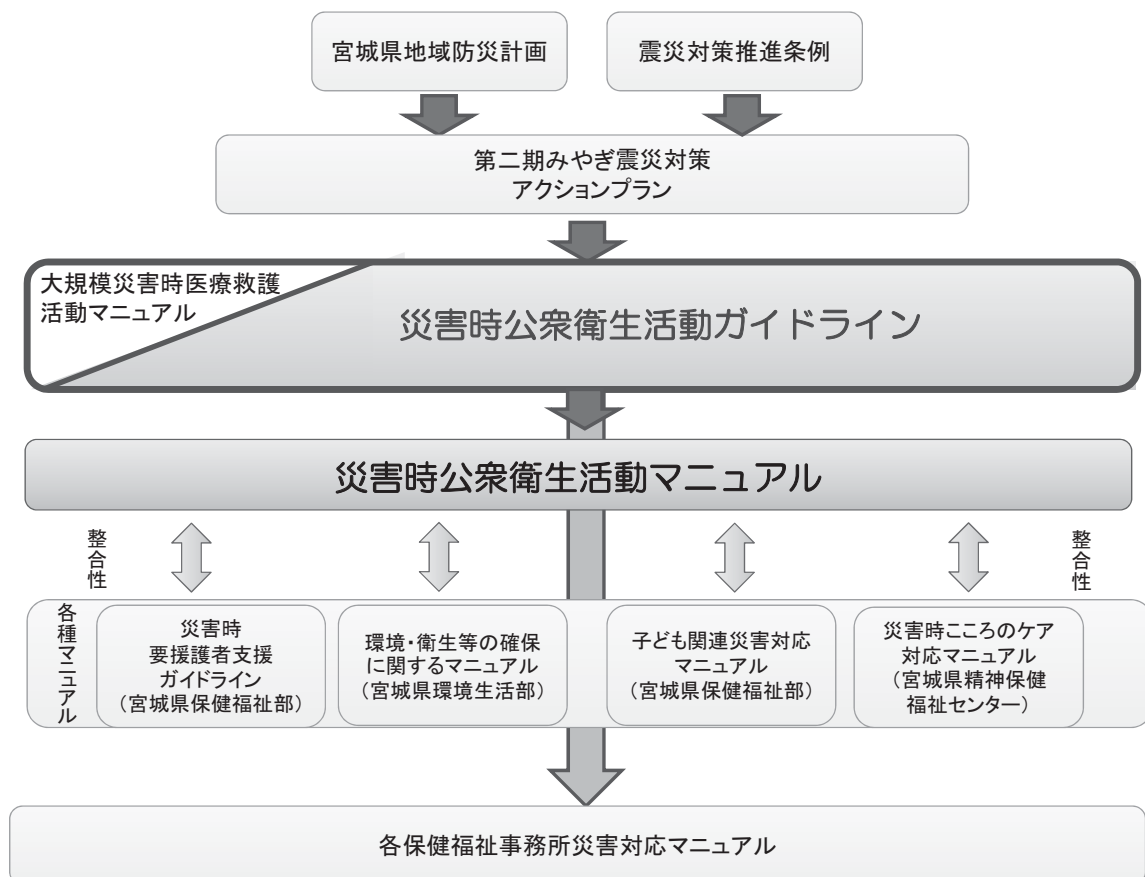 宮城県地域防災計画
震災対策推進条例
第二期みやぎ震災対策
アクションプラン
大規模災害時医療救護
活動マニュアル
災害時公衆衛生活動ガイドライン
災害時公衆衛生活動マニュアル
整合性
整合性
各種マニュアル
災害時
要援護者支援
ガイドライン
（宮城県保健福祉部）
環境・衛生等の確保
に関するマニュアル
（宮城県環境生活部）
子ども関連災害対応
マニュアル
（宮城県保健福祉部）
災害時こころのケア
対応マニュアル
（宮城県精神保健
福祉センター）
各保健福祉事務所災害対応マニュアル